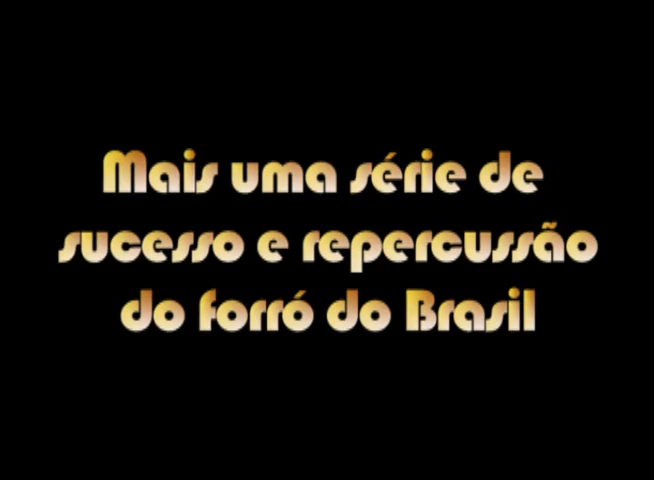 Mais uma série de
sucesso e repercussão
do forró do Brasil